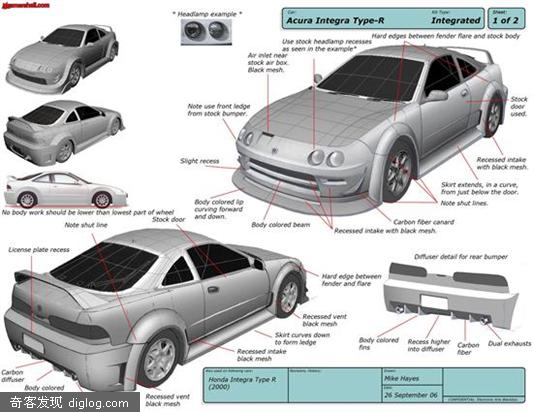 * Headlamp example *
Car:
Acura Integra Type-R
Kit Type:
Integrated
Sheet:
1 of 2
Use stock headlamp recesses
as seen in the example*
Hard edges between fender flare and stock body
Air inlet near
stock air box.
Black mesh.
Note use front ledge
from stock bumper.
Stock
door
used.
Slight recess
Recessed intake
with black mesh.
Body colored lip
curving forward
and down.
Skirt extends, in a curve,
from just below the door.
Note shut lines.
Body colored beam
Carbon fiber canard
Recessed intake with black mesh.
No body work should be lower than lowest part of wheel
Note shut line
Stock door
License plate recess
Hard edge between
fender and flare
Diffuser detail for rear bumper
Recessed vent
black mesh
Skirt curves down
to form ledge
Recessed intake
black mesh
Body colored
fins
Recess higher
into diffuser
Carbon
fiber
Dual exhausts
Carbon
diffuser
Body colored
Recessed vent
black mesh
Honda Integra Type R
(2000)
Revisions, History:
Drawn
Mike Hayes
Date:
26 September 06
奇客发现 diglog.com